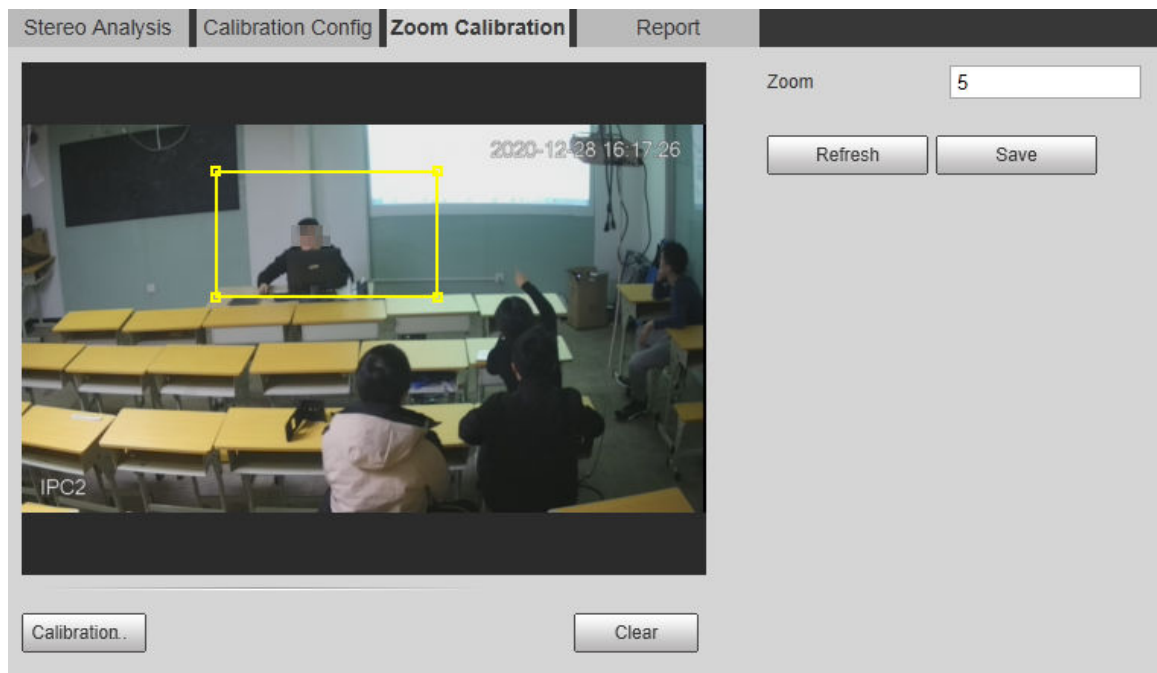 Stereo Analysis Calibration Config Zoom Calibration Report
Zoom 5
Refresh Save
2020-12-28 16:17:26
IPC2
Calibration..
Clear